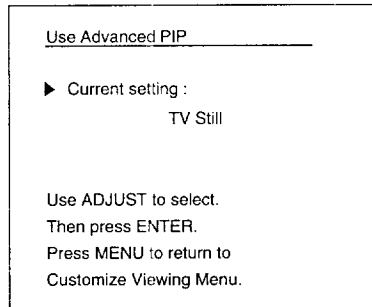 Use Advanced PIP
▶ Current setting :
TV Still
Use ADJUST to select.
Then press ENTER.
Press MENU to return to
Customize Viewing Menu.